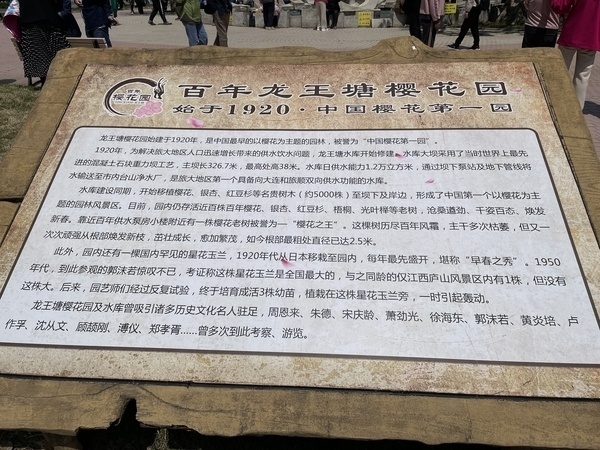 百年
樱花园
百年龙王塘樱花园
始于1920·中国樱花第一园
龙王塘樱花园始建于1920年，是中国最早的以樱花为主题的园林，被誉为“中国樱花第一园”。
1920年，为解决旅大地区人口迅速增长带来的供水饮水问题，龙王塘水库开始修建。水库大坝采用了当时世界上最先
进的混凝土石块重力坝工艺，主坝长326.7米，最高处高38米。水库日供水能力1.2万立方米，通过坝下泵站及地下管线将
水输送至市内台山净水厂，是旅大地区第一个具备向大连和旅顺双向供水功能的水库。
水库建设同期，开始移植樱花、银杏、红豆杉等名贵树木（约5000株）至坝下及岸边，形成了中国第一个以樱花为主
题的园林风景区。目前，园内仍存活近百株百年樱花、银杏、红豆杉、梧桐、光叶榉等老树，沧桑遒劲、千姿百态、焕发
新春。靠近百年供水泵房小楼附近有一株樱花老树被誉为一“樱花之王”。这棵树历尽百年风霜，主干多次枯萎，但又一
次次顽强从根部焕发新枝，茁壮成长，愈加繁茂，如今根部最粗处直径已达2.5米。
此外，园内还有一棵国内罕见的星花玉兰，1920年代从日本移栽至园内，每年最先盛开，堪称“早春之秀”。1950
年代，到此参观的郭沫若惊叹不已，考证称这株星花玉兰是全国最大的，与之同龄的仅江西庐山风景区内有1株，但没有
这株大。后来，园艺师们经过反复试验，终于培育成活3株幼苗，植栽在这株星花玉兰旁，一时引起轰动。
龙王塘樱花园及水库曾吸引诸多历史文化名人驻足，周恩来、朱德、宋庆龄、萧劲光、徐海东、郭沫若、黄炎培、卢
作孚、沈从文、顾颉刚、溥仪、郑孝胥……曾多次到此考察、游览。